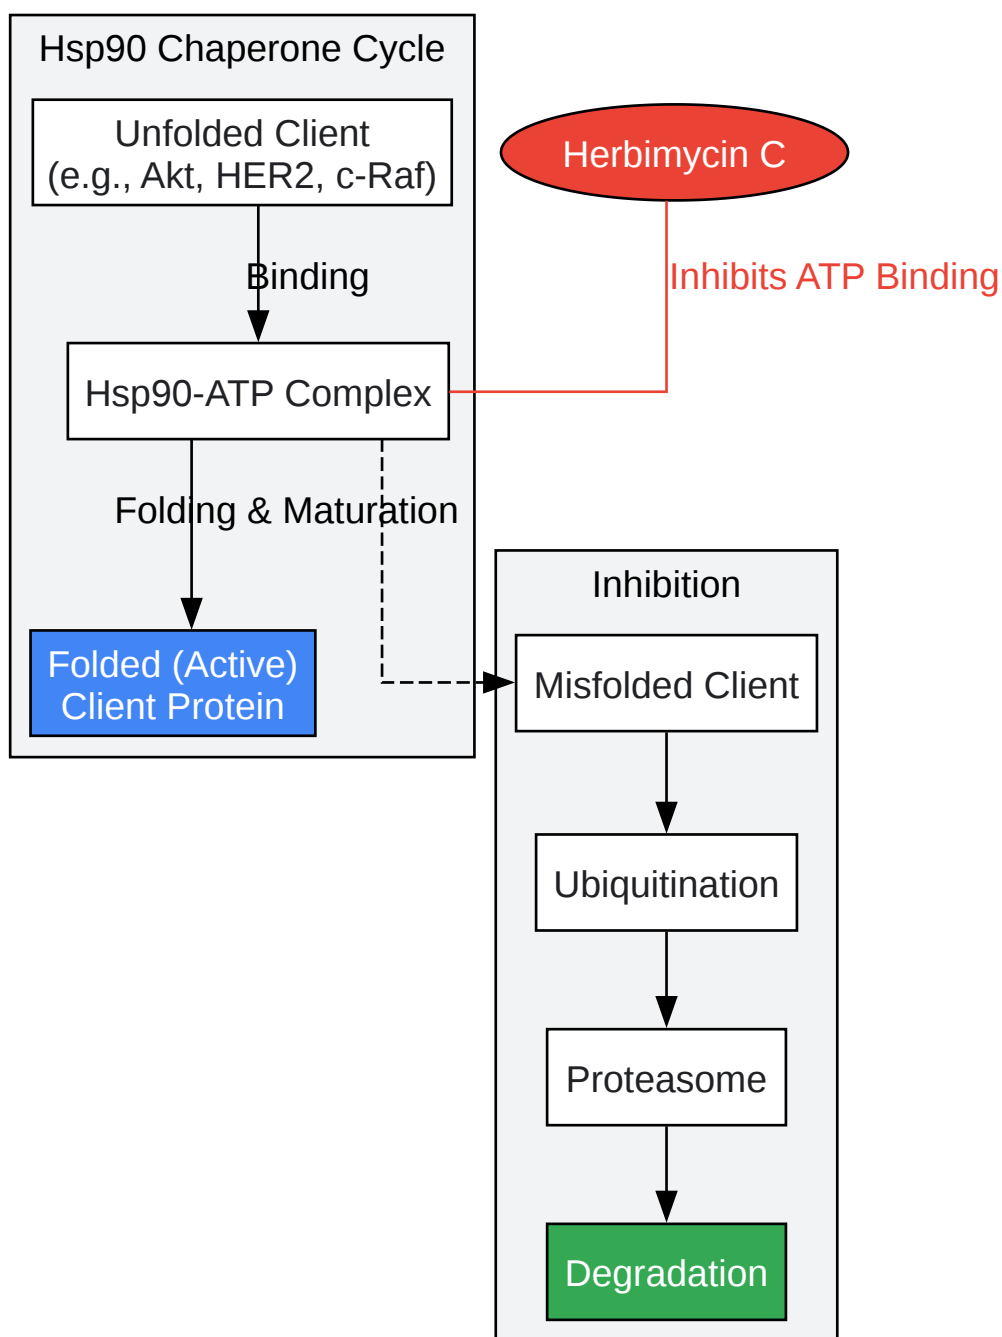 Hsp90 Chaperone Cycle
Unfolded Client
(e.g., Akt, HER2, c-Raf)
Herbimycin C
Binding
Inhibits ATP Binding
Hsp90-ATP Complex
Folding & Maturation
Inhibition
Folded (Active)
Client Protein
Misfolded Client
Ubiquitination
Proteasome
Degradation